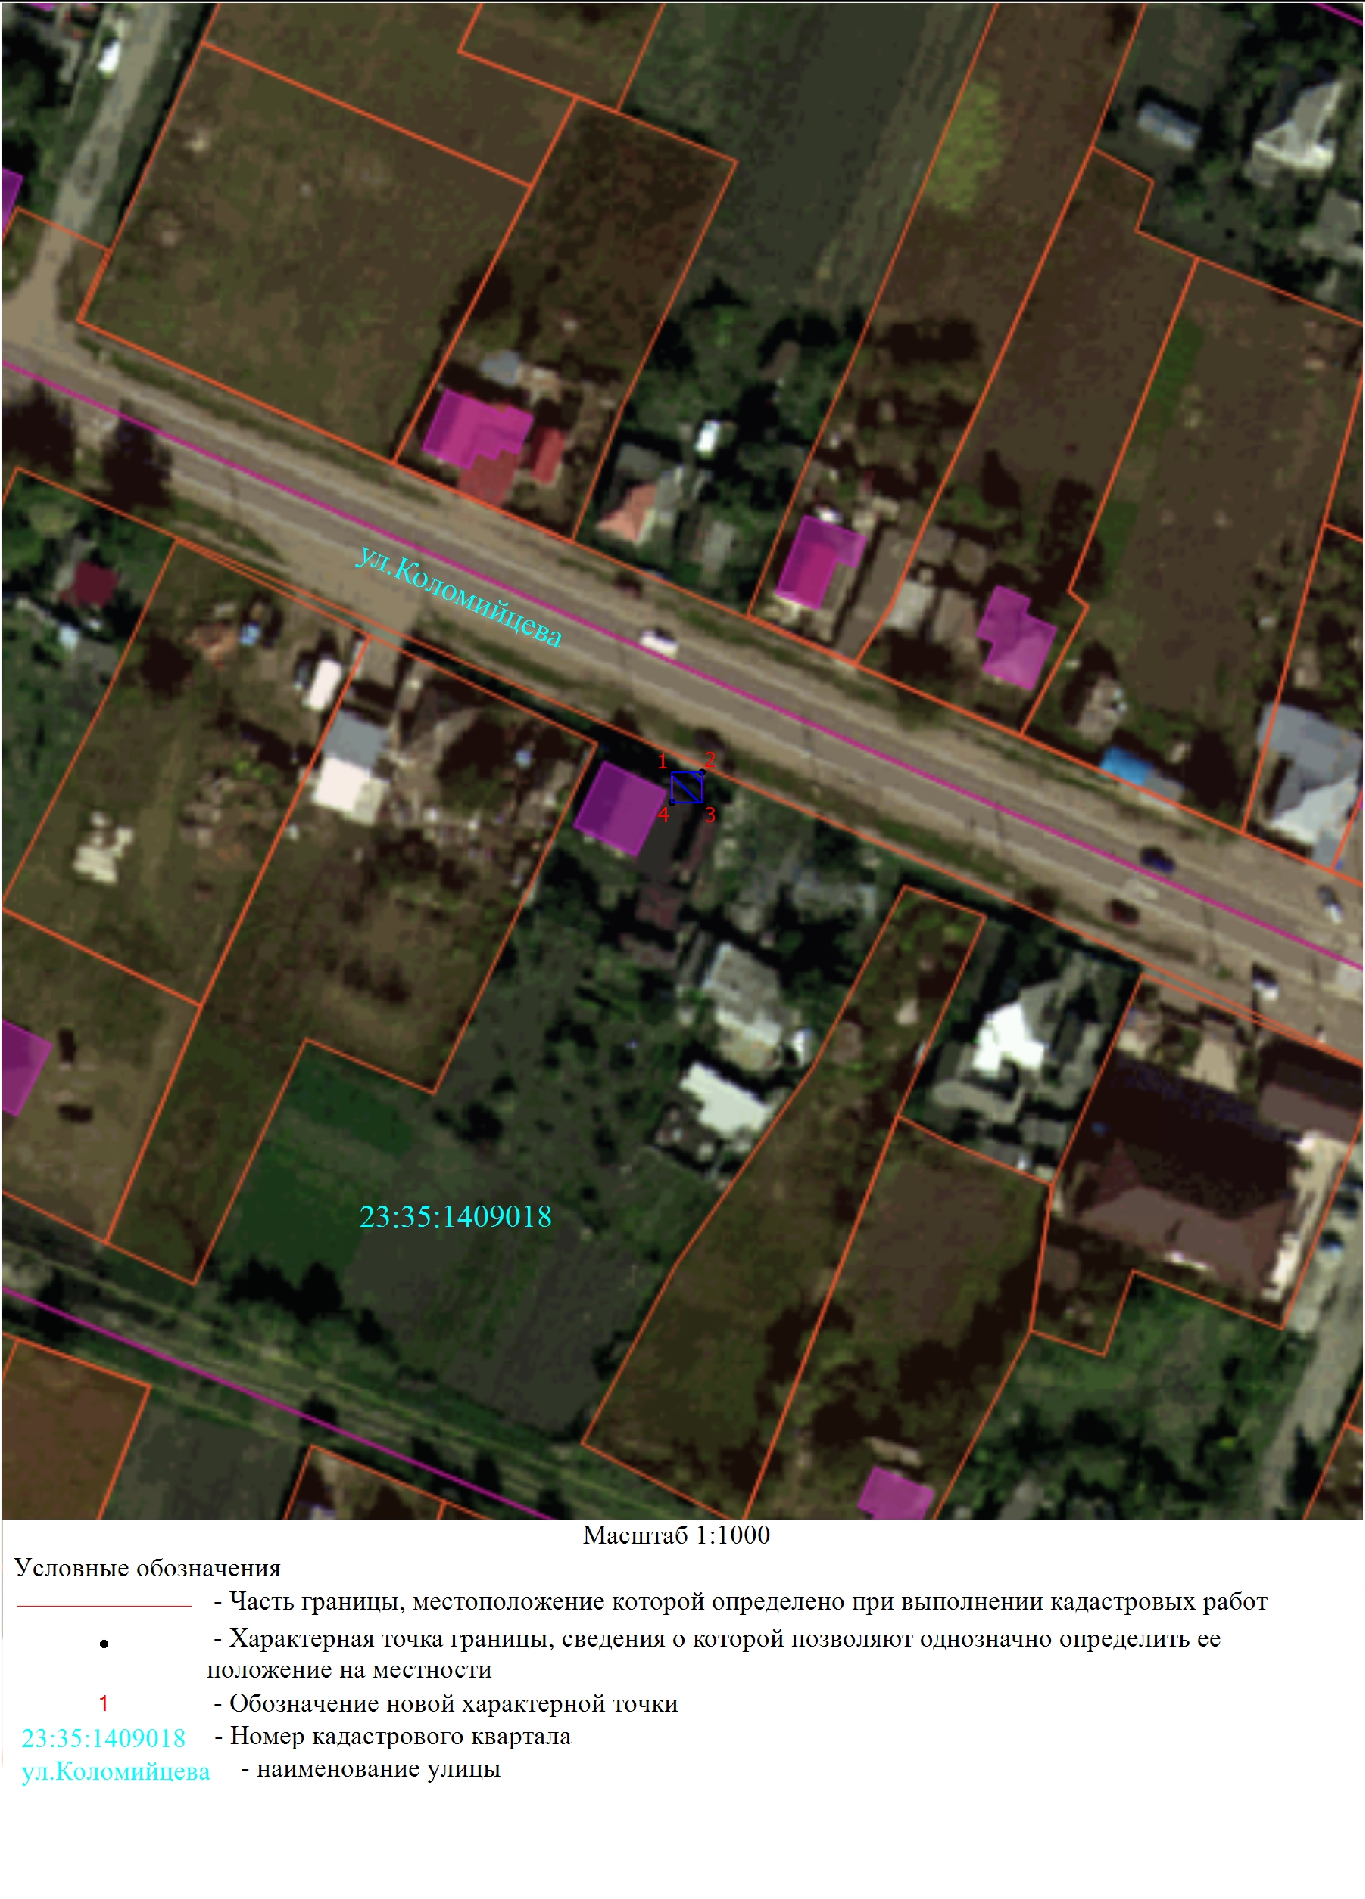 ул.Коломийцева
1 2
4 3
23:35:1409018
Масштаб 1:1000
Условные обозначения
- Часть границы, местоположение которой определено при выполнении кадастровых работ
- Характерная точка границы, сведения о которой позволяют однозначно определить ее
положение на местности
1 - Обозначение новой характерной точки
23:35:1409018 - Номер кадастрового квартала
ул.Коломийцева - наименование улицы